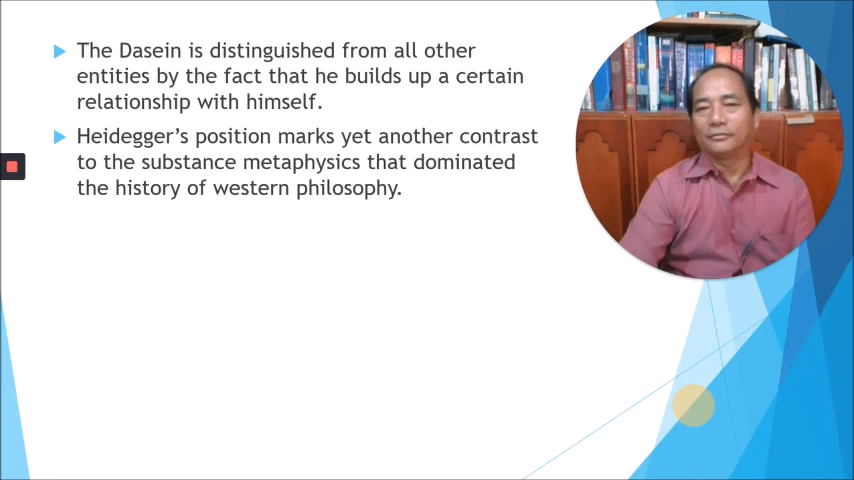 The Dasein is distinguished from all other
entities by the fact that he builds up a certain
relationship with himself.
Heidegger's position marks yet another contrast
to the substance metaphysics that dominated
the history of western philosophy.